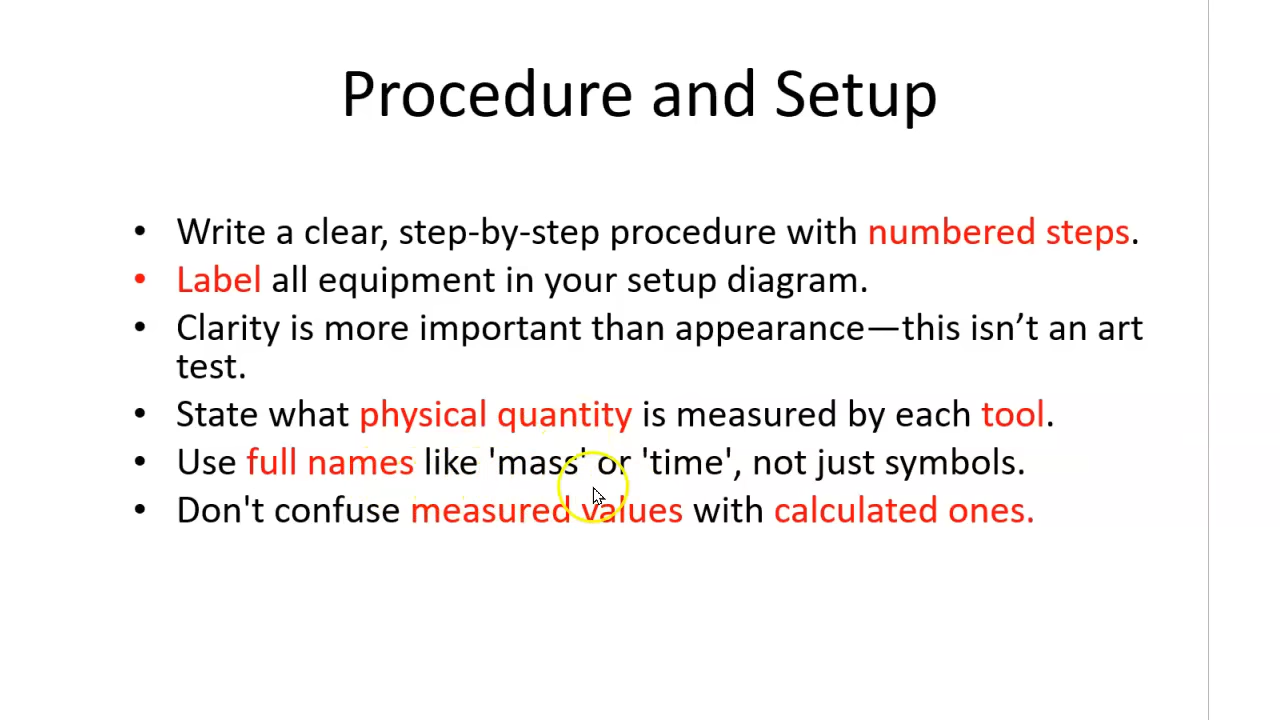 Procedure and Setup
• Write a clear, step-by-step procedure with numbered steps.
• Label all equipment in your setup diagram.
• Clarity is more important than appearance—this isn’t an art
test.
• State what physical quantity is measured by each tool.
• Use full names like 'mass' or 'time', not just symbols.
• Don't confuse measured values with calculated ones.